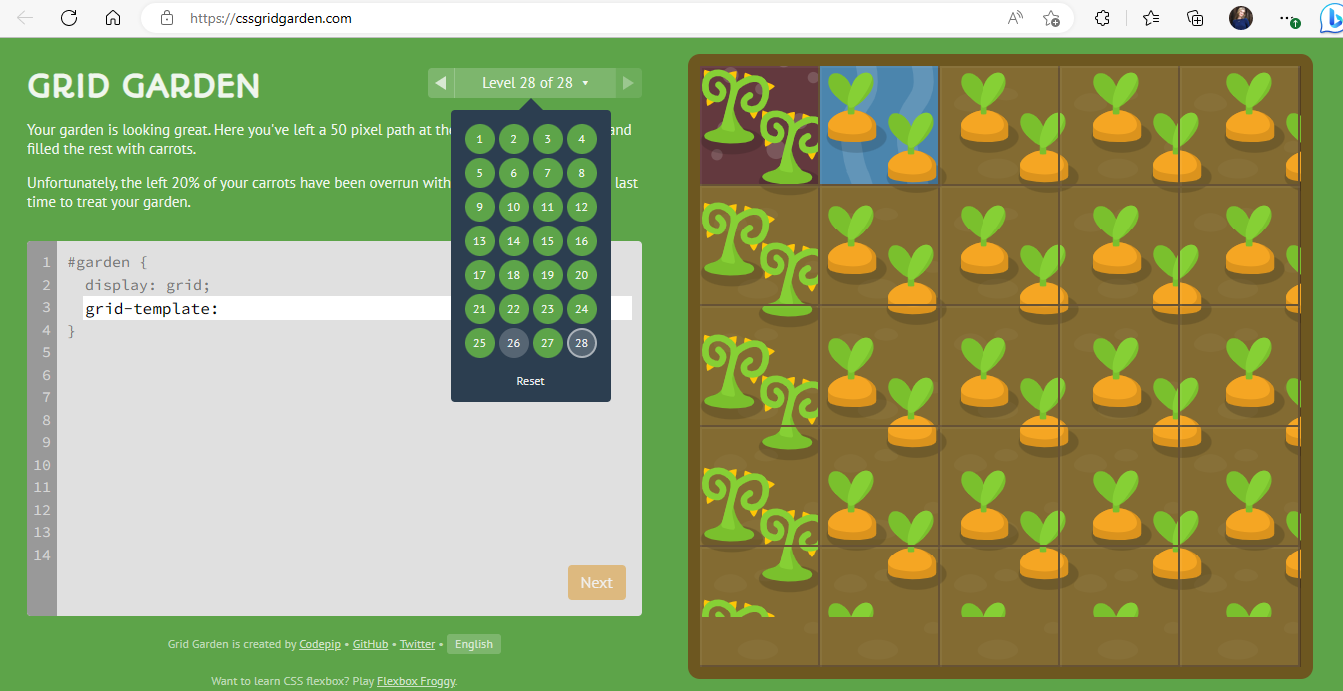 https://cssgridgarden.com
GRID GARDEN
Level 28 of 28
Your garden is looking great. Here you've left a 50 pixel path at the and
filled the rest with carrots.
Unfortunately, the left 20% of your carrots have been overrun with last
time to treat your garden.
1 2 3 4
5 6 7 8
9 10 11 12
13 14 15 16
17 18 19 20
21 22 23 24
25 26 27 28
Reset
1 #garden {
2 display: grid;
3 grid-template:
4 }
5
6
7
8
9
10
11
12
13
14
Next
Grid Garden is created by Codepip • GitHub • Twitter • English
Want to learn CSS flexbox? Play Flexbox Froggy.